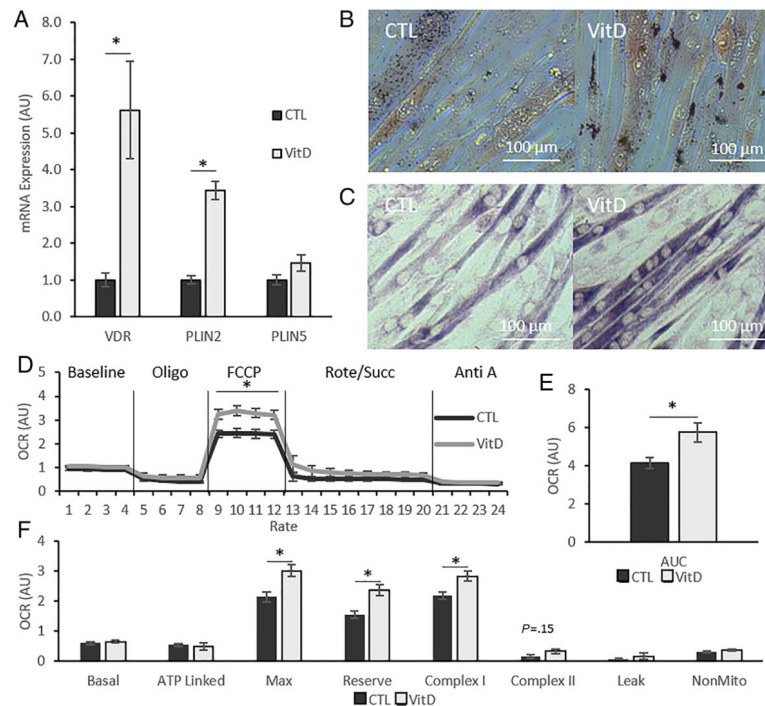 A
mRNA Expression (AU)
8.0
7.0
6.0
5.0
4.0
3.0
2.0
1.0
0.0
*
*
CTL
VitD
VDR PLIN2 PLIN5
B
CTL VitD
100 µm 100 µm
C
CTL VitD
100 µm 100 µm
D
Baseline Oligo FCCP Rote/Succ Anti A
*
OCR (AU)
5
4
3
2
1
0
CTL
VitD
1 2 3 4 5 6 7 8 9 10 11 12 13 14 15 16 17 18 19 20 21 22 23 24
Rate
E
OCR (AU)
8
6
4
2
0
*
AUC
CTL VitD
F
OCR (AU)
4
3
2
1
0
* * *
P=.15
Basal ATP Linked Max Reserve Complex I Complex II Leak NonMito
CTL VitD